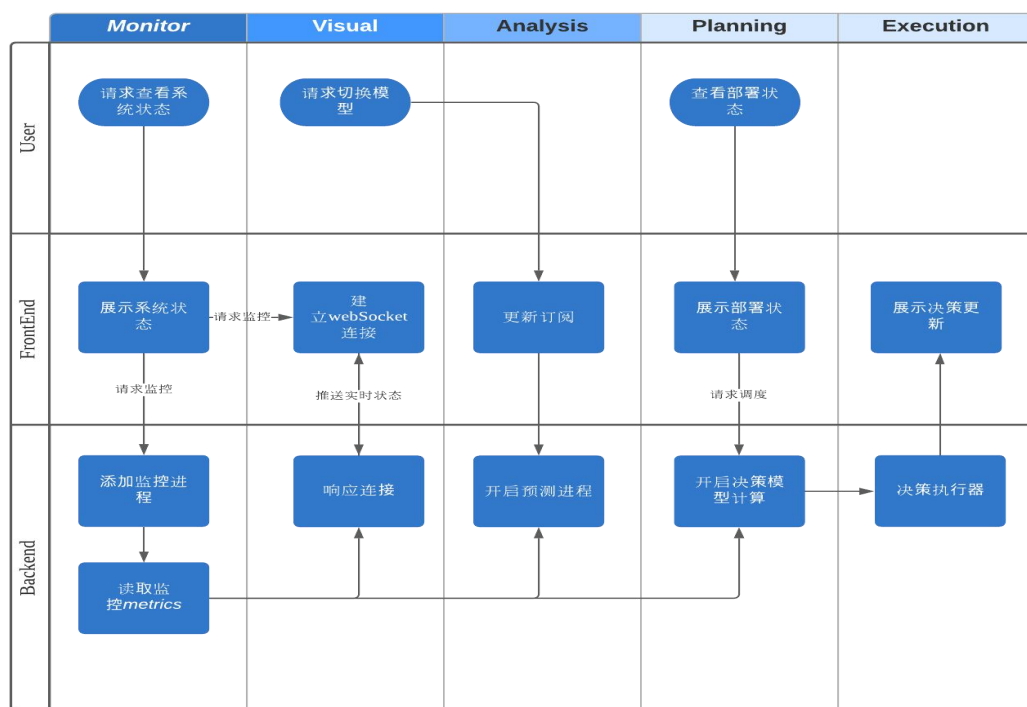 Monitor
Visual
Analysis
Planning
Execution
User
请求查看系
统状态
请求切换模
型
查看部署状
态
FrontEnd
展示系统状
态
请求监控
建
立webSocket
连接
更新订阅
展示部署状
态
展示决策更
新
请求监控
推送实时状态
请求调度
Backend
添加监控进
程
响应连接
开启预测进程
开启决策模
型计算
决策执行器
读取监
控metrics